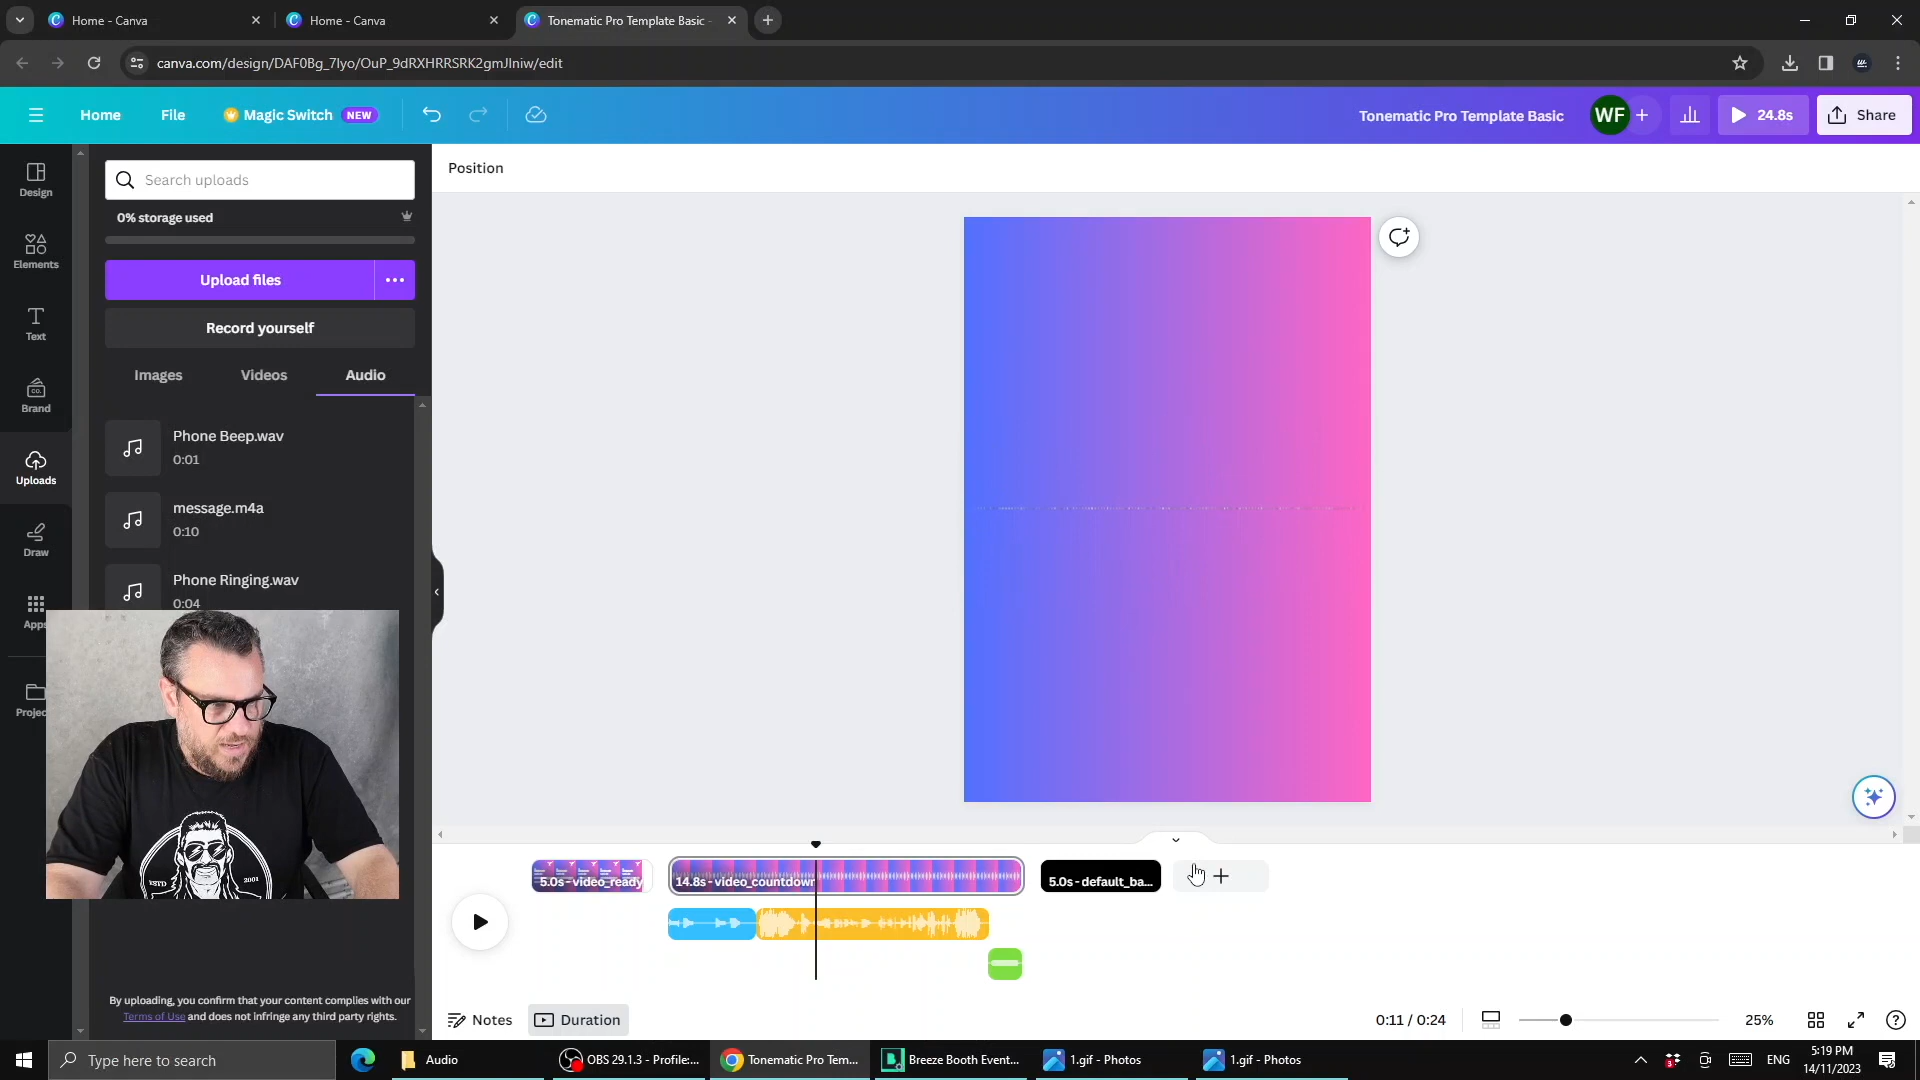 Home - Canva
Home - Canva
Tonematic Pro Template Basic -
canva.com/design/DAF0Bg_7lyo/OuP_9dRXHRRSRK2gmJlniw/edit
Home
File
Magic Switch
NEW
Tonematic Pro Template Basic
WF
24.8s
Share
Design
Elements
Text
CO.
Brand
Uploads
Draw
Apps
Projec
Search uploads
0% storage used
Upload files
Record yourself
Images
Videos
Audio
Phone Beep.wav
0:01
message.m4a
0:10
Phone Ringing.wav
0:04
ESTD
2001
By uploading, you confirm that your content complies with our
Terms of Use and does not infringe any third party rights.
Position
5.0s - video_ready
14.8s - video_countdown
5.0s - default_ba...
Notes
Duration
0:11 / 0:24
25%
Type here to search
Audio
OBS 29.1.3 - Profile:...
Tonematic Pro Tem...
Breeze Booth Event...
1.gif - Photos
1.gif - Photos
ENG
5:19 PM
14/11/2023